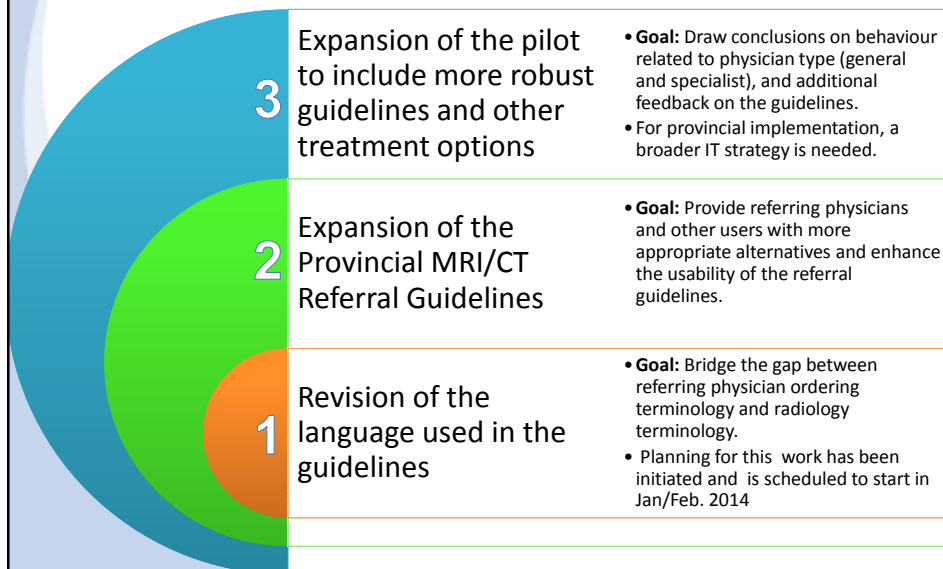 3
Expansion of the pilot
to include more robust
guidelines and other
treatment options
• Goal: Draw conclusions on behaviour
related to physician type (general
and specialist), and additional
feedback on the guidelines.
• For provincial implementation, a
broader IT strategy is needed.
2
Expansion of the
Provincial MRI/CT
Referral Guidelines
• Goal: Provide referring physicians
and other users with more
appropriate alternatives and enhance
the usability of the referral
guidelines.
1
Revision of the
language used in the
guidelines
• Goal: Bridge the gap between
referring physician ordering
terminology and radiology
terminology.
• Planning for this work has been
initiated and is scheduled to start in
Jan/Feb. 2014